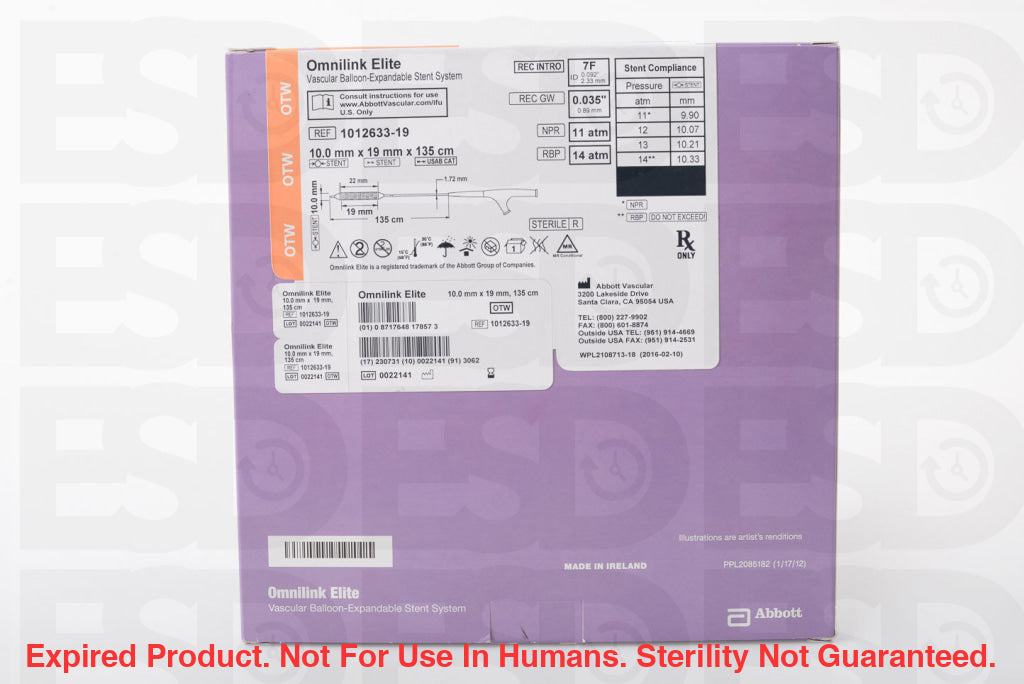 OTW
OTW
OTW
Omnilink Elite
Vascular Balloon-Expandable Stent System
Consult instructions for use
www.AbbottVascular.com/ifu
U.S. Only
REF 1012633-19
10.0 mm x 19 mm x 135 cm
STENT STENT USAB CAT
REC INTRO 7F
ID 0.092"
2.33 mm
REC GW 0.035"
0.89 mm
NPR 11 atm
RBP 14 atm
Stent Compliance
Pressure STENT
atm mm
11* 9.90
12 10.07
13 10.21
14** 10.33
* NPR
** RBP (DO NOT EXCEED)
22 mm
1.72 mm
10.0 mm
STENT
19 mm
135 cm
STERILE R
MR
MR Conditional
Rx
ONLY
Omnilink Elite is a registered trademark of the Abbott Group of Companies.
Abbott Vascular
3200 Lakeside Drive
Santa Clara, CA 95054 USA
TEL: (800) 227-9902
FAX: (800) 601-8874
Outside USA TEL: (951) 914-4669
Outside USA FAX: (951) 914-2531
WPL2108713-18 (2016-02-10)
Omnilink Elite
10.0 mm x 19 mm,
135 cm
REF 1012633-19
LOT 0022141 OTW
Omnilink Elite
10.0 mm x 19 mm,
135 cm
REF 1012633-19
LOT 0022141 OTW
Omnilink Elite 10.0 mm x 19 mm, 135 cm
OTW
(01) 0 8717648 17857 3
REF 1012633-19
(17) 230731 (10) 0022141 (91) 3062
LOT 0022141
Illustrations are artist's renditions
MADE IN IRELAND
PPL2085182 (1/17/12)
Omnilink Elite
Vascular Balloon-Expandable Stent System
Abbott
Expired Product. Not For Use In Humans. Sterility Not Guaranteed.